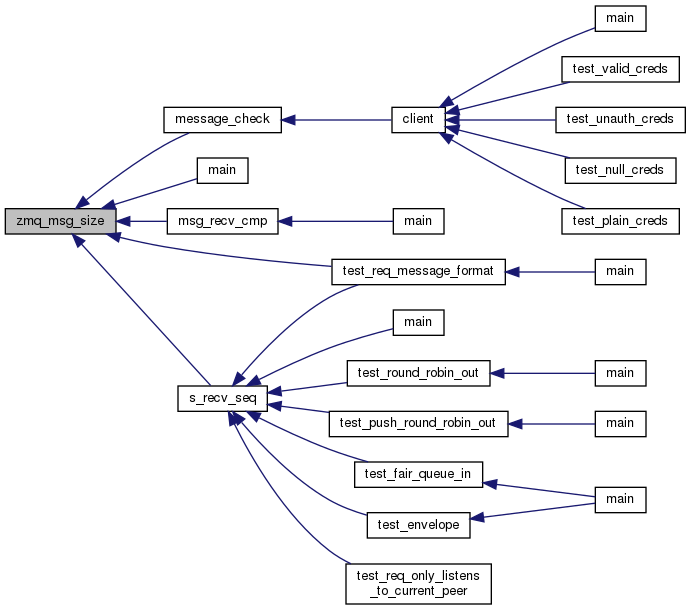 main
test_valid_creds
message_check
client
test_unauth_creds
main
test_null_creds
zmq_msg_size
msg_recv_cmp
main
test_plain_creds
test_req_message_format
main
main
test_round_robin_out
main
s_recv_seq
test_push_round_robin_out
main
test_fair_queue_in
main
test_envelope
test_req_only_listens
_to_current_peer